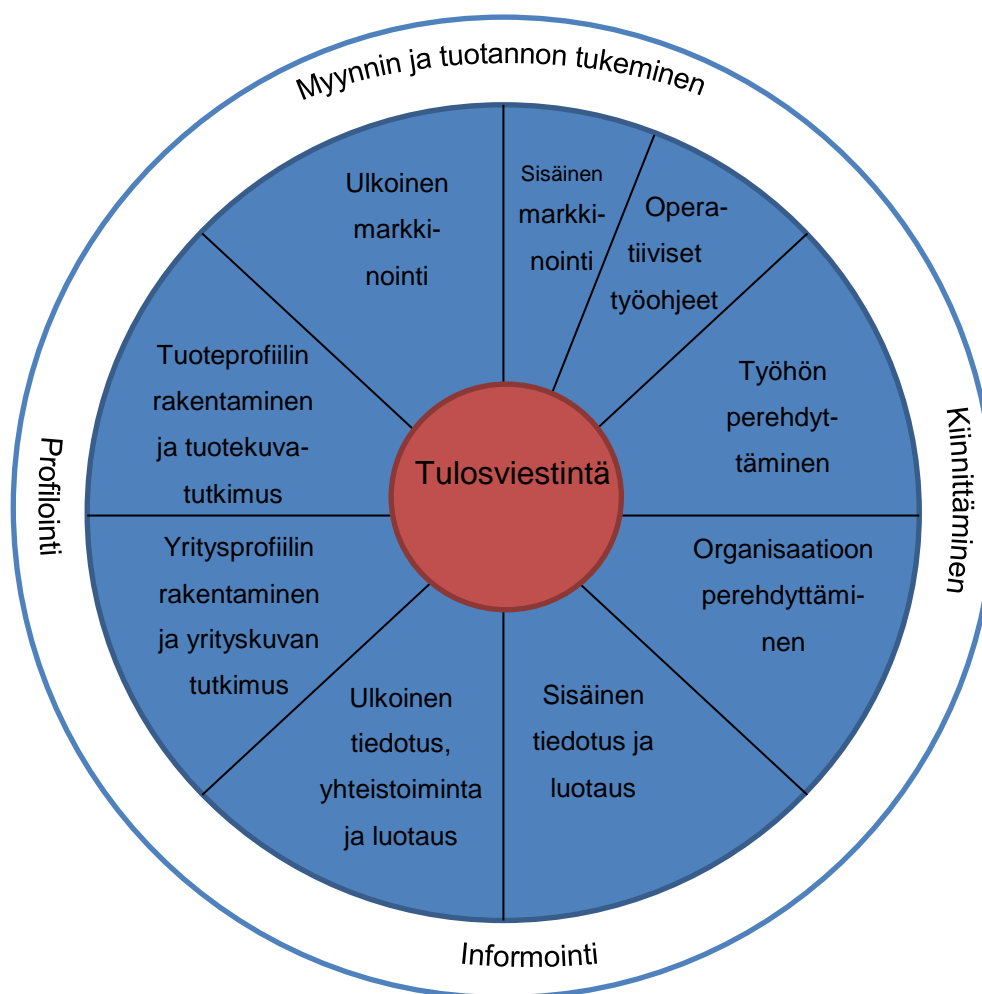 Myynnin ja tuotannon tukeminen
Ulkoinen
markki-
nointi
Sisäinen
markki-
nointi
Opera-
tiiviset
työohjeet
Työhön
perehdyt-
täminen
Kiinnittäminen
Organisaatioon
perehdyttämi-
nen
Sisäinen
tiedotus ja
luotaus
Informointi
Ulkoinen
tiedotus,
yhteistoiminta
ja luotaus
Yritysprofiilin
rakentaminen
ja yrityskuvan
tutkimus
Profilointi
Tuoteprofiilin
rakentaminen
ja tuotekuva-
tutkimus
Tulosviestintä